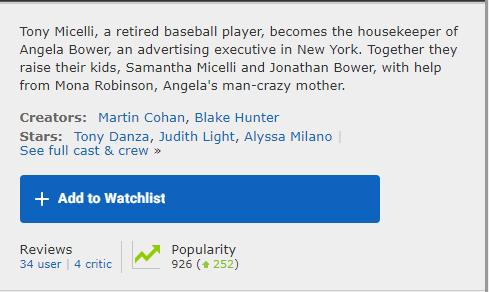 Tony Micelli, a retired baseball player, becomes the housekeeper of
Angela Bower, an advertising executive in New York. Together they
raise their kids, Samantha Micelli and Jonathan Bower, with help
from Mona Robinson, Angela's man-crazy mother.
Creators: Martin Cohan, Blake Hunter
Stars: Tony Danza, Judith Light, Alyssa Milano |
See full cast & crew »
+ Add to Watchlist
Reviews
34 user | 4 critic
Popularity
926 (↑ 252)